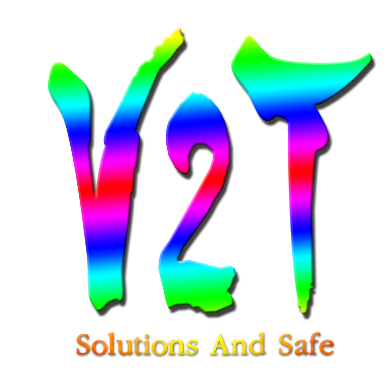 V2T
Solutions And Safe